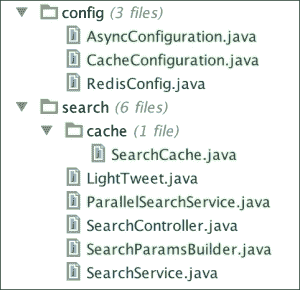 config (3 files)
AsyncConfiguration.java
CacheConfiguration.java
RedisConfig.java
search (6 files)
cache (1 file)
SearchCache.java
LightTweet.java
ParallelSearchService.java
SearchController.java
SearchParamsBuilder.java
SearchService.java